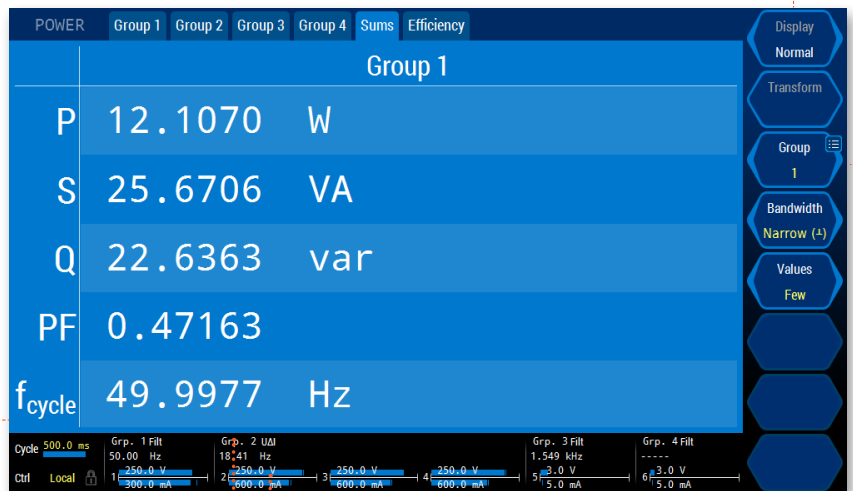 POWER Group 1 Group 2 Group 3 Group 4 Sums Efficiency
Group 1
P 12.1070 W
S 25.6706 VA
Q 22.6363 var
PF 0.47163
fcycle 49.9977 Hz
Display
Normal
Transform
Group
1
Bandwidth
Narrow (⊥)
Values
Few
Cycle 500.0 ms
Ctrl Local
Grp. 1 Filt
50.00 Hz
1 250.0 V
300.0 mA
Grp. 2 UΔI
18.41 Hz
2 250.0 V
600.0 mA
3 250.0 V
600.0 mA
4 250.0 V
600.0 mA
Grp. 3 Filt
1.549 kHz
5 3.0 V
5.0 mA
Grp. 4 Filt
-----
6 3.0 V
5.0 mA